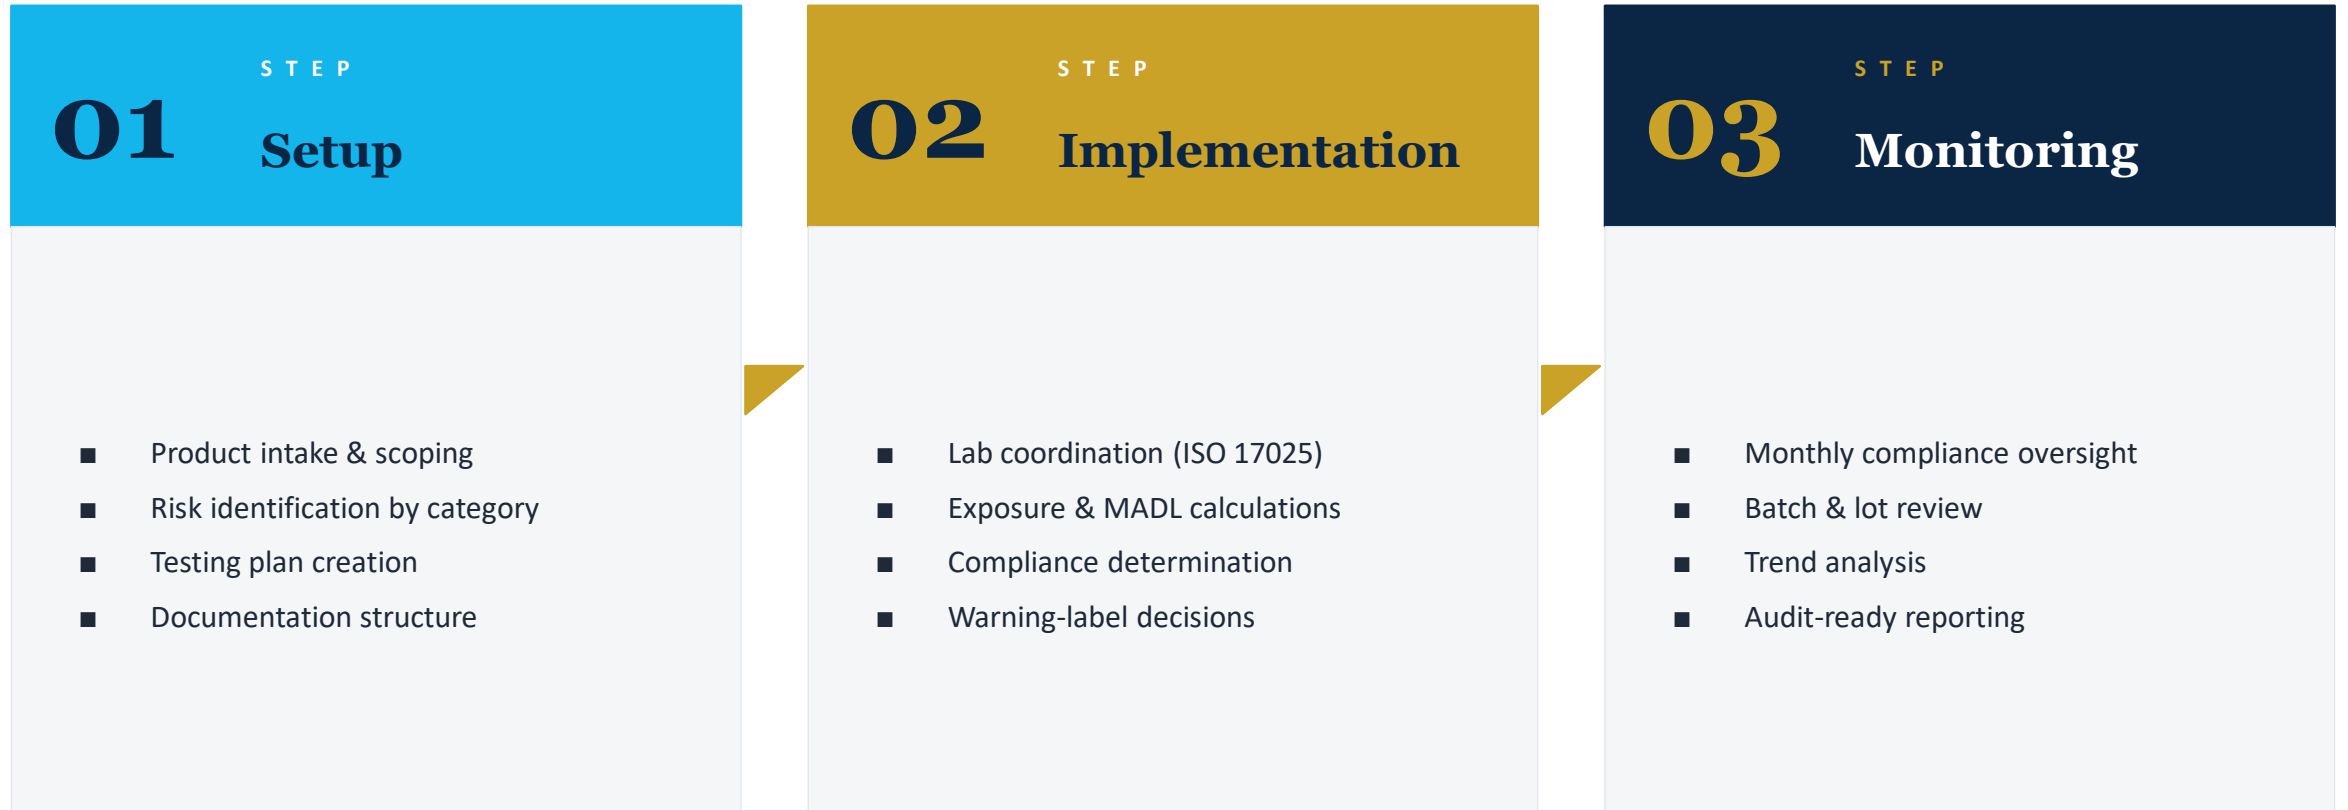 STEP
01
Setup
■ Product intake & scoping
■ Risk identification by category
■ Testing plan creation
■ Documentation structure
STEP
02
Implementation
■ Lab coordination (ISO 17025)
■ Exposure & MADL calculations
■ Compliance determination
■ Warning-label decisions
STEP
03
Monitoring
■ Monthly compliance oversight
■ Batch & lot review
■ Trend analysis
■ Audit-ready reporting